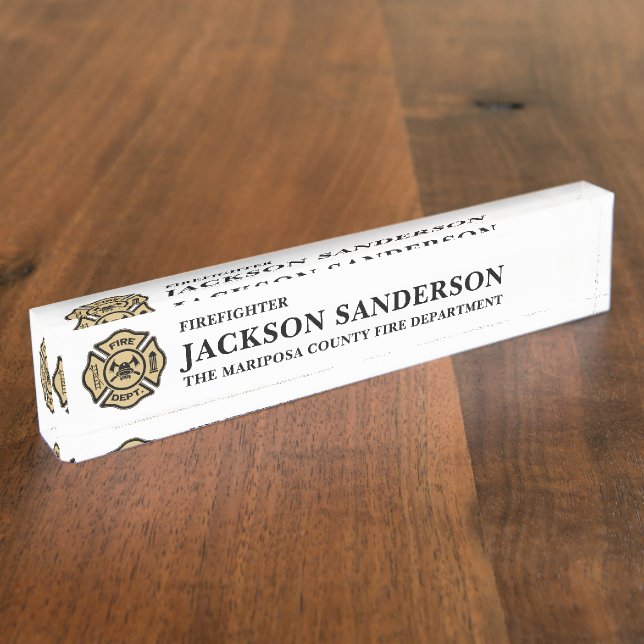 FIREFIGHTER
JACKSON SANDERSON
THE MARIPOSA COUNTY FIRE DEPARTMENT
FIRE
DEPT.